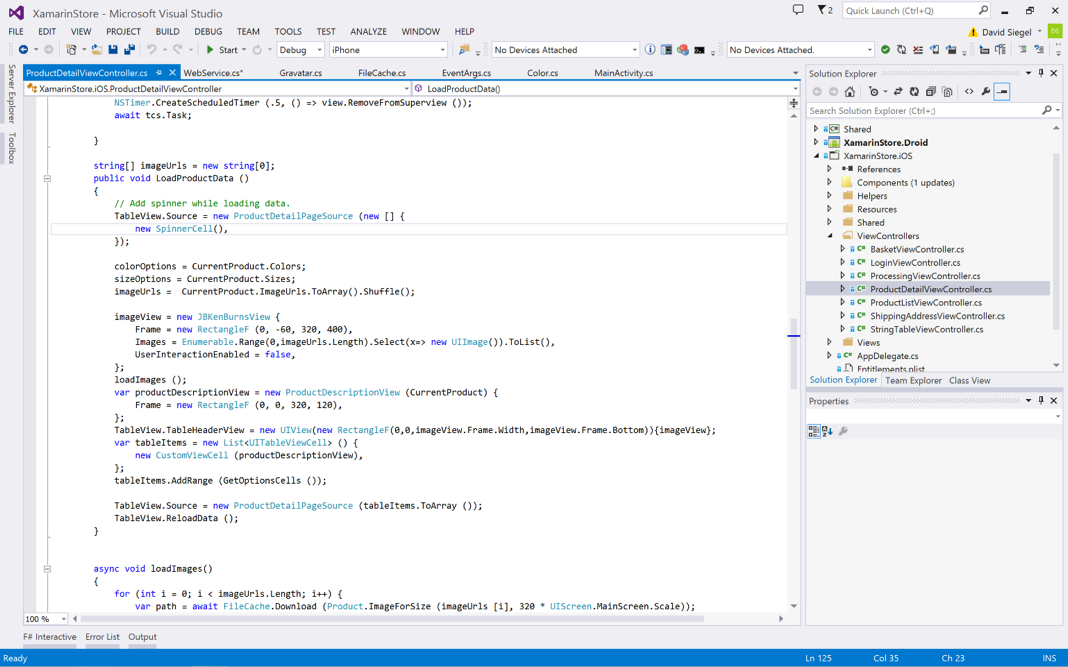 XamarinStore - Microsoft Visual Studio
2
Quick Launch (Ctrl+Q)
FILE EDIT VIEW PROJECT BUILD DEBUG TEAM TOOLS TEST ANALYZE WINDOW HELP
David Siegel
DS
Start
Debug
iPhone
No Devices Attached
No Devices Attached.
Server Explorer
Toolbox
ProductDetailViewController.cs WebService.cs* Gravatar.cs FileCache.cs EventArgs.cs Color.cs MainActivity.cs
XamarinStore.iOS.ProductDetailViewController
LoadProductData()
NSTimer.CreateScheduledTimer (.5, () => view.RemoveFromSuperview ());
await tcs.Task;
}
string[] imageUrls = new string[0];
public void LoadProductData ()
{
// Add spinner while loading data.
TableView.Source = new ProductDetailPageSource (new [] {
new SpinnerCell(),
});
colorOptions = CurrentProduct.Colors;
sizeOptions = CurrentProduct.Sizes;
imageUrls =  CurrentProduct.ImageUrls.ToArray().Shuffle();
imageView = new JBKenBurnsView {
Frame = new RectangleF (0, -60, 320, 400),
Images = Enumerable.Range(0,imageUrls.Length).Select(x=> new UIImage()).ToList(),
UserInteractionEnabled = false,
};
loadImages ();
var productDescriptionView = new ProductDescriptionView (CurrentProduct) {
Frame = new RectangleF (0, 0, 320, 120),
};
TableView.TableHeaderView = new UIView(new RectangleF(0,0,imageView.Frame.Width,imageView.Frame.Bottom)){imageView};
var tableItems = new List<UITableViewCell> () {
new CustomViewCell (productDescriptionView),
};
tableItems.AddRange (GetOptionsCells ());
TableView.Source = new ProductDetailPageSource (tableItems.ToArray ());
TableView.ReloadData ();
}
async void loadImages()
{
for (int i = 0; i < imageUrls.Length; i++) {
var path = await FileCache.Download (Product.ImageForSize (imageUrls [i], 320 * UIScreen.MainScreen.Scale));
100 %
Solution Explorer
Search Solution Explorer (Ctrl+;)
C# Shared
XamarinStore.Droid
XamarinStore.iOS
References
Components (1 updates)
Helpers
Resources
Shared
ViewControllers
C# BasketViewController.cs
C# LoginViewController.cs
C# ProcessingViewController.cs
C# ProductDetailViewController.cs
C# ProductListViewController.cs
C# ShippingAddressViewController.cs
C# StringTableViewController.cs
Views
C# AppDelegate.cs
Entitlements.plist
Solution Explorer Team Explorer Class View
Properties
F# Interactive Error List Output
Ready Ln 125 Col 35 Ch 23 INS